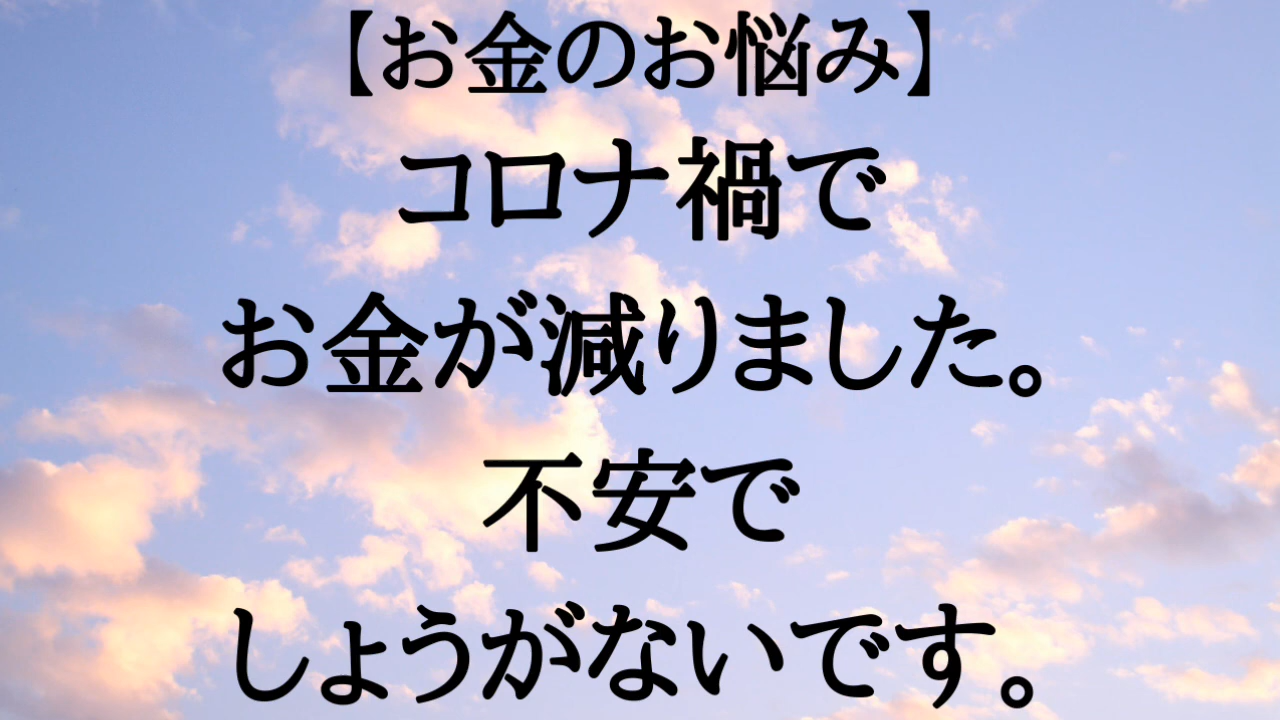 【お金のお悩み】
コロナ禍で
お金が減りました。
不安で
しょうがないです。